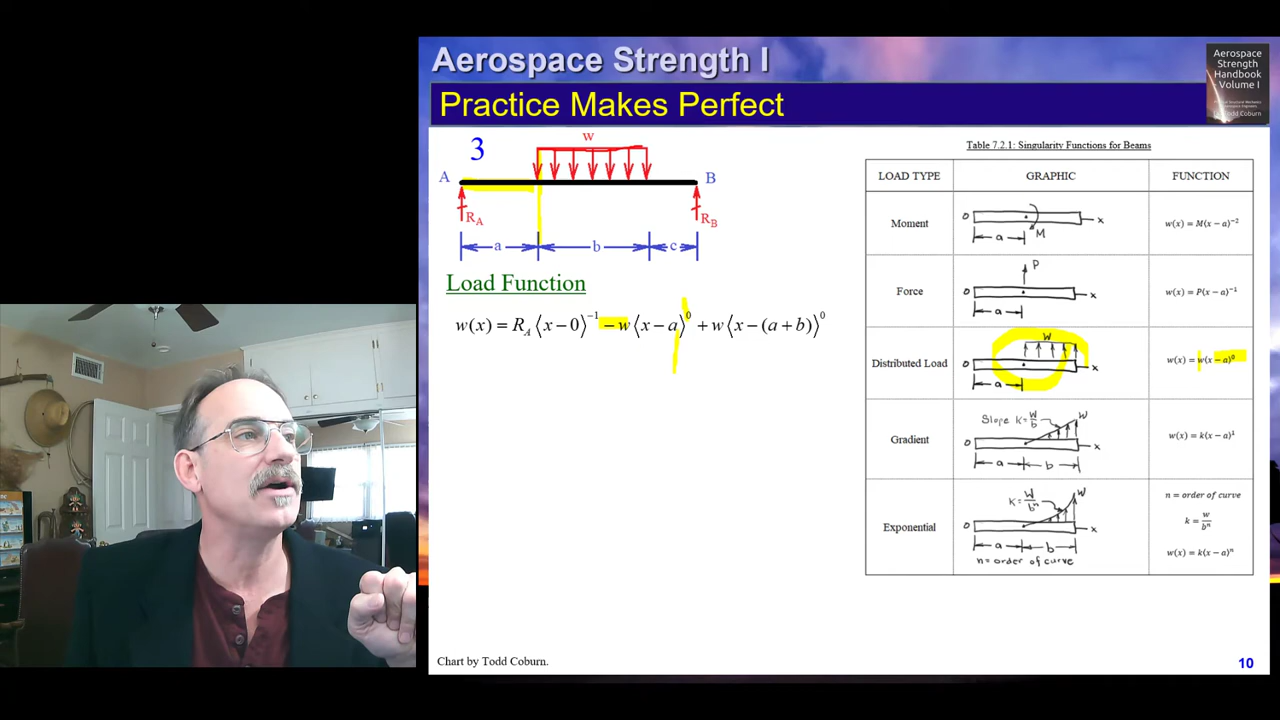 Aerospace Strength I
Aerospace
Strength
Handbook
Volume I
Practice Makes Perfect
3
w
A
B
R_A
R_B
a
b
c
Load Function
w(x) = R_A⟨x−0⟩^−1 − w⟨x−a⟩^0 + w⟨x−(a+b)⟩^0
Table 7.2.1: Singularity Functions for Beams
LOAD TYPE GRAPHIC FUNCTION
Moment
0 a M x
w(x) = M⟨x − a⟩^−2
Force
P
0 a x
w(x) = P⟨x − a⟩^−1
Distributed Load
w
0 a x
w(x) = w⟨x − a⟩^0
Gradient
Slope k = w/b
w
0 a b x
w(x) = k⟨x − a⟩^1
Exponential
k = w/b^n
w
0 a b x
n = order of curve
n = order of curve
k = w/b^n
w(x) = k⟨x − a⟩^n
Chart by Todd Coburn.
10